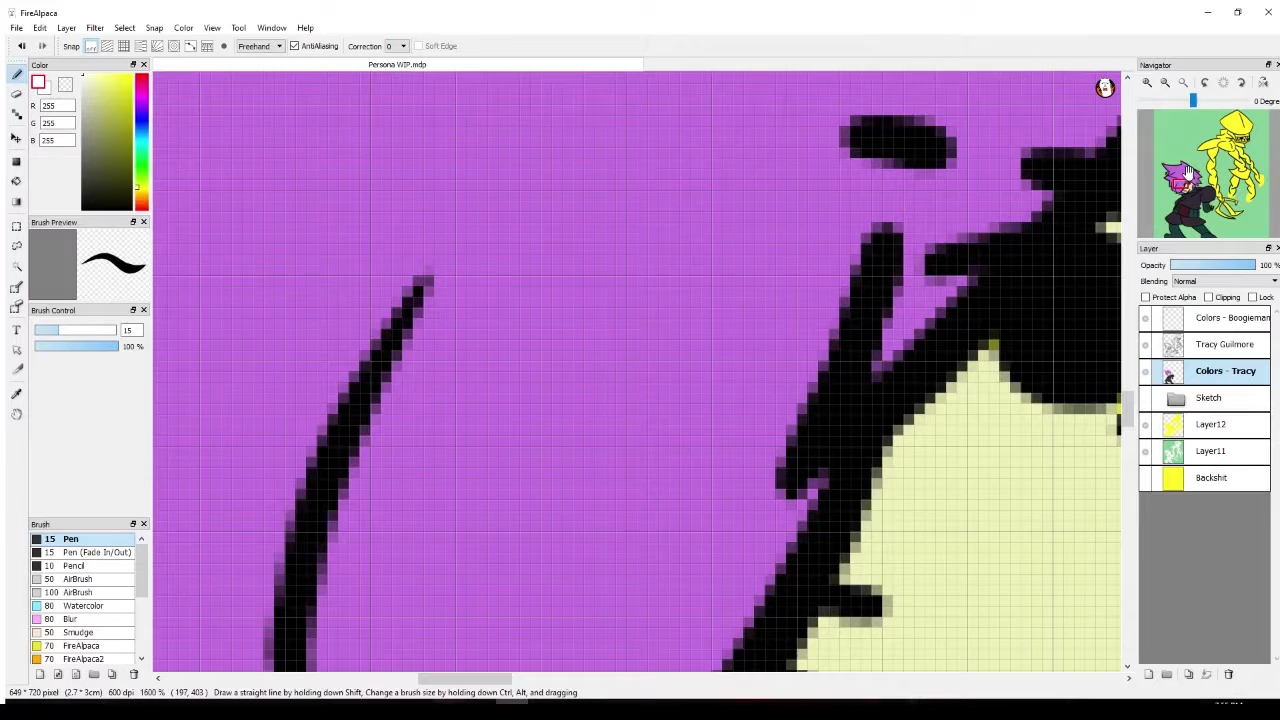 FireAlpaca
File Edit Layer Filter Select Snap Color View Tool Window Help
Snap OFF Freehand AntiAliasing Correction 0 Soft Edge
Color Persona WIP.mdp Navigator
R 255
G 255
B 255
0 Degree
Brush Preview
Layer
Opacity 100 %
Blending Normal
Protect Alpha Clipping Lock
Brush Control
15
100 %
Colors - Boogieman
Tracy Guilmore
Colors - Tracy
Sketch
Layer12
Layer11
Backshit
Brush
15 Pen
15 Pen (Fade In/Out)
10 Pencil
50 AirBrush
100 AirBrush
80 Watercolor
80 Blur
50 Smudge
70 FireAlpaca
70 FireAlpaca2
649 * 720 pixel (2.7 * 3cm) 600 dpi 1600 % ( 197, 403 ) Draw a straight line by holding down Shift, Change a brush size by holding down Ctrl, Alt, and dragging